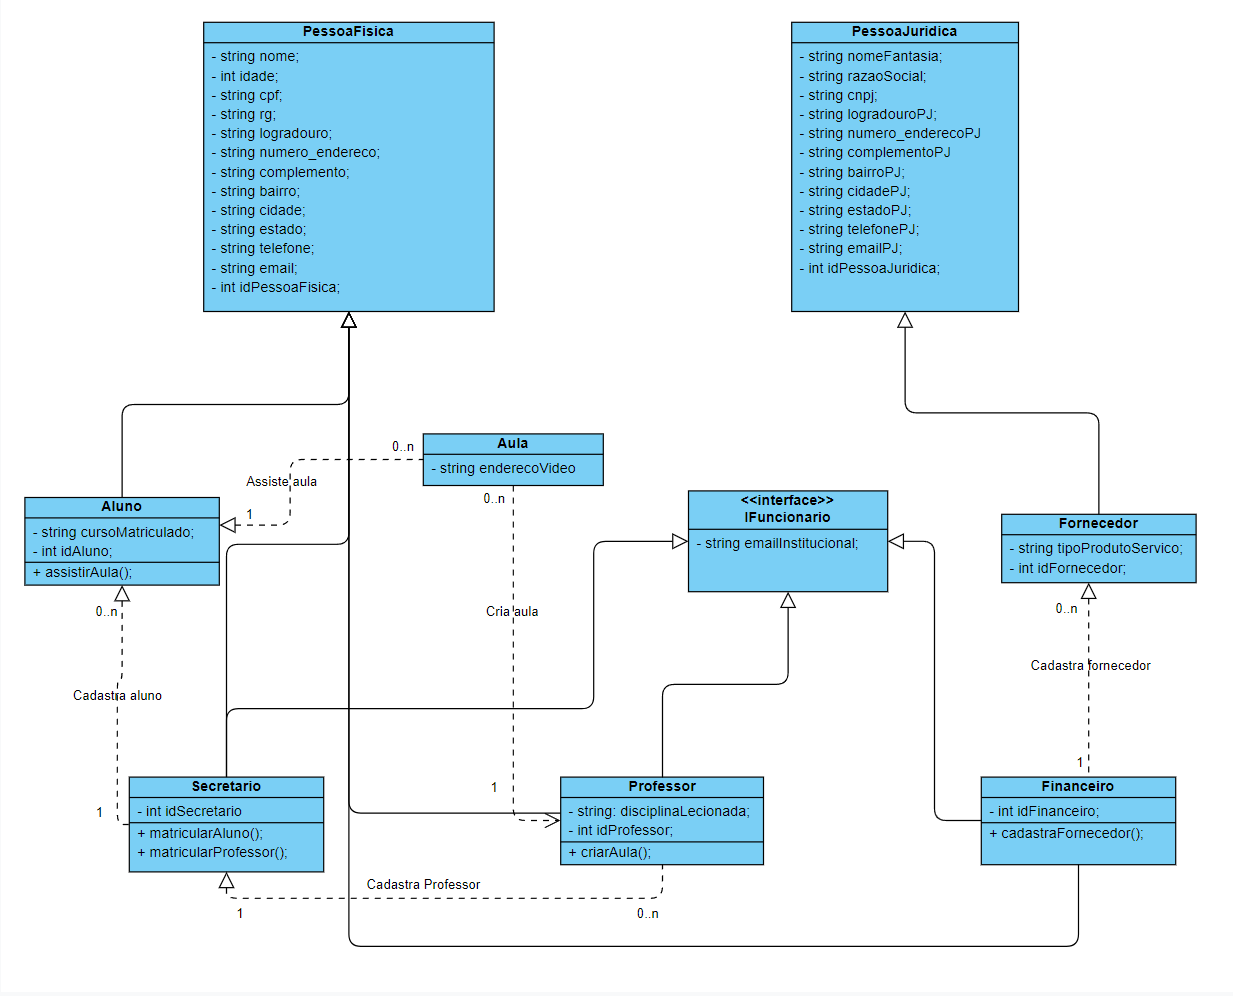 PessoaFisica
- string nome;
- int idade;
- string cpf;
- string rg;
- string logradouro;
- string numero_endereco;
- string complemento;
- string bairro;
- string cidade;
- string estado;
- string telefone;
- string email;
- int idPessoaFisica;
PessoaJuridica
- string nomeFantasia;
- string razaoSocial;
- string cnpj;
- string logradouroPJ;
- string numero_enderecoPJ
- string complementoPJ
- string bairroPJ;
- string cidadePJ;
- string estadoPJ;
- string telefonePJ;
- string emailPJ;
- int idPessoaJuridica;
Aula
- string enderecoVideo
0..n
Assiste aula
1
0..n
Aluno
- string cursoMatriculado;
- int idAluno;
+ assistirAula();
<<interface>>
IFuncionario
- string emailInstitucional;
Fornecedor
- string tipoProdutoServico;
- int idFornecedor;
0..n
Cria aula
0..n
Cadastra aluno
Cadastra fornecedor
1
1
1
Secretario
- int idSecretario
+ matricularAluno();
+ matricularProfessor();
Professor
- string: disciplinaLecionada;
- int idProfessor;
+ criarAula();
Financeiro
- int idFinanceiro;
+ cadastraFornecedor();
Cadastra Professor
1
0..n